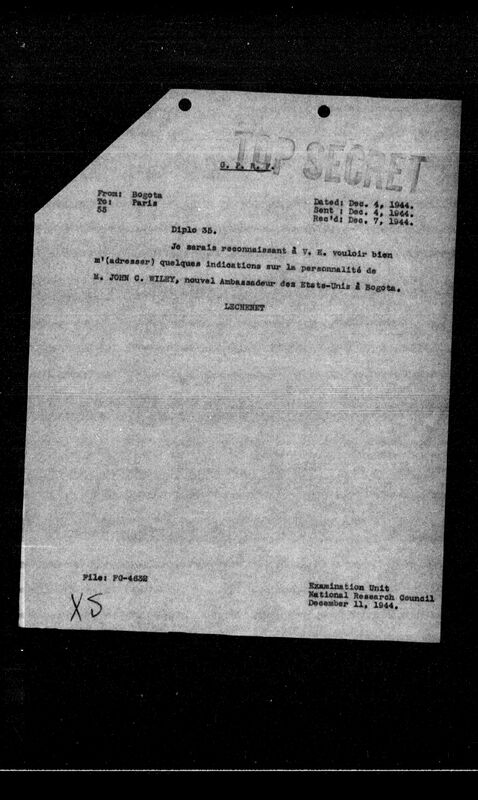 TOP SECRET
G. P. R. F.
From: Bogota
To: Paris
55
Dated: Dec. 4, 1944.
Sent : Dec. 4, 1944.
Rec'd: Dec. 7, 1944.
Diplo 35.
Je serais reconnaissant à V. E. vouloir bien
m'(adresser) quelques indications sur la personnalité de
M. JOHN C. WILEY, nouvel Ambassadeur des Etats-Unis à Bogota.
LECHENET
File: FC-4632
XS
Examination Unit
National Research Council
December 11, 1944.